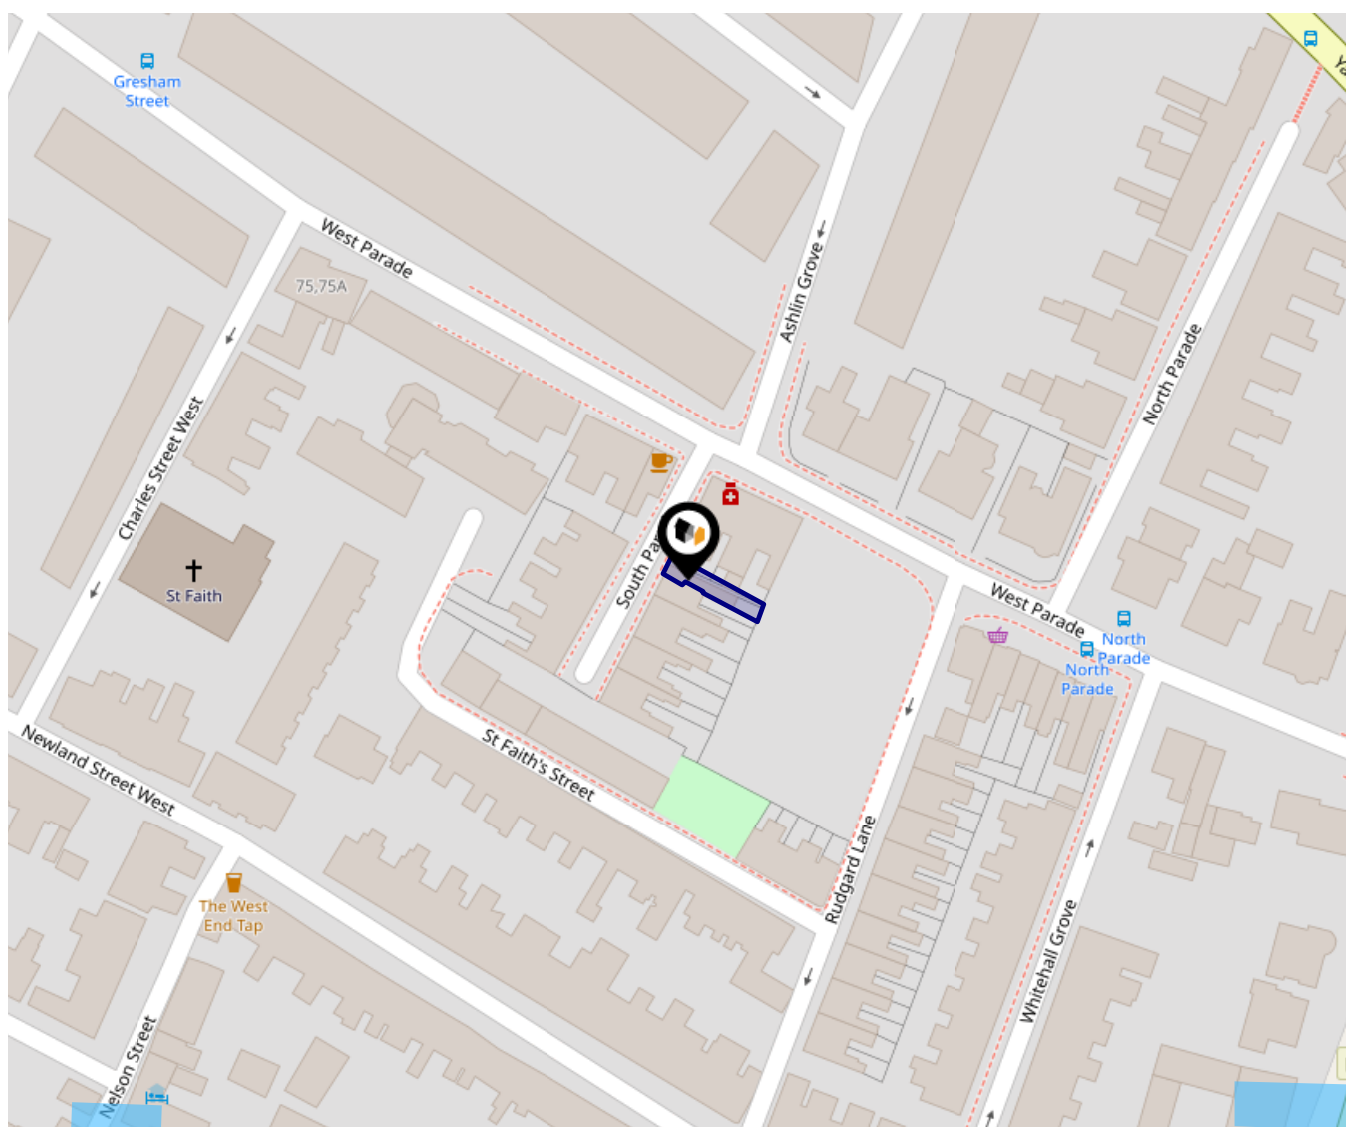 Gresham
Street
West Parade
75,75A
Ashlin Grove
North Parade
Charles Street West
St Faith
South Par
West Parade
North
Parade
North
Parade
Newland Street West
St Faith's Street
Rudgard Lane
Whitehall Grove
The West
End Tap
Nelson Street